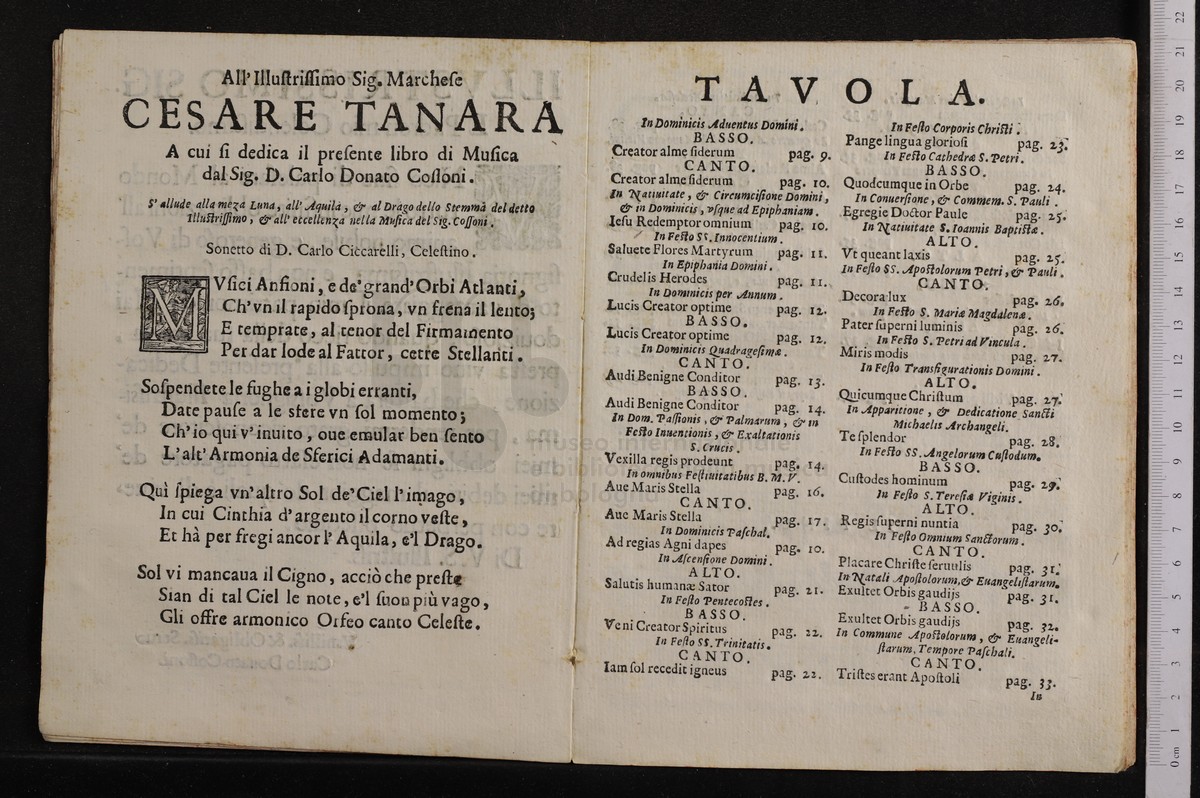 All' Illuſtriſſimo Sig. Marcheſe
CESARE TANARA
A cui ſi dedica il preſente libro di Muſica
dal Sig. D. Carlo Donato Coſſoni.
S' allude alla meza Luna, all' Aquila, & al Drago dello Stemma del detto
Illuſtriſſimo, & all' eccellenza nella Muſica del Sig. Coſſoni.
Sonetto di D. Carlo Ciccarelli, Celeſtino.
MVſici Anfioni, e de' grand' Orbi Atlanti,
Ch' vn il rapido ſprona, vn frena il lento;
E temprate, al tenor del Firmamento
Per dar lode al Fattor, cetre Stellanti.
Soſpendete le fughe a i globi erranti,
Date pauſe a le sfere vn ſol momento;
Ch' io qui v' inuito, oue emular ben ſento
L' alt' Armonia de Sferici Adamanti.
Qui ſpiega vn' altro Sol de' Ciel l' imago,
In cui Cinthia d' argento il corno veſte,
Et hà per fregi ancor l' Aquila, e'l Drago.
Sol vi mancaua il Cigno, acciò che preſte
Sian di tal Ciel le note, e'l ſuon più vago,
Gli offre armonico Orfeo canto Celeſte.
TAVOLA.
In Dominicis Aduentus Domini.
BASSO.
Creator alme ſiderum pag. 9.
CANTO.
Creator alme ſiderum pag. 10.
In Natiuitate, & Circumciſione Domini,
& in Dominicis, vſque ad Epiphaniam.
Ieſu Redemptor omnium pag. 10.
In Feſto SS. Innocentium.
Saluete Flores Martyrum pag. 11.
In Epiphania Domini.
Crudelis Herodes pag. 11.
In Dominicis per Annum.
Lucis Creator optime pag. 12.
BASSO.
Lucis Creator optime pag. 12.
In Dominicis Quadrageſimæ.
CANTO.
Audi Benigne Conditor pag. 13.
BASSO.
Audi Benigne Conditor pag. 14.
In Dom. Paſſionis, & Palmarum, & in
Feſto Inuentionis, & Exaltationis
S. Crucis.
Vexilla regis prodeunt pag. 14.
In omnibus Feſtiuitatibus B. M. V.
Aue Maris Stella pag. 16.
CANTO.
Aue Maris Stella pag. 17.
In Dominicis Paſchal.
Ad regias Agni dapes pag. 10.
In Aſcenſione Domini.
ALTO.
Salutis humanæ Sator pag. 21.
In Feſto Pentecoſtes.
BASSO.
Veni Creator Spiritus pag. 22.
In Feſto SS. Trinitatis.
CANTO.
Iam ſol recedit igneus pag. 22.
In Feſto Corporis Chriſti.
Pange lingua glorioſi pag. 23.
In Feſto Cathedræ S. Petri.
BASSO.
Quodcumque in Orbe pag. 24.
In Conuerſione, & Commem. S. Pauli.
Egregie Doctor Paule pag. 25.
In Natiuitate S. Ioannis Baptiſtæ.
ALTO.
Vt queant laxis pag. 25.
In Feſto SS. Apoſtolorum Petri, & Pauli.
CANTO.
Decora lux pag. 26.
In Feſto S. Mariæ Magdalenæ.
Pater ſuperni luminis pag. 26.
In Feſto S. Petri ad Vincula.
Miris modis pag. 27.
In Feſto Transfigurationis Domini.
ALTO.
Quicumque Chriſtum pag. 27.
In Apparitione, & Dedicatione Sancti
Michaelis Archangeli.
Te ſplendor pag. 28.
In Feſto SS. Angelorum Cuſtodum.
BASSO.
Cuſtodes hominum pag. 29.
In Feſto S. Tereſiæ Viginis.
ALTO.
Regis ſuperni nuntia pag. 30.
In Feſto Omnium Sanctorum.
CANTO.
Placare Chriſte ſeruulis pag. 31.
In Natali Apoſtolorum, & Euangeliſtarum.
Exultet Orbis gaudijs pag. 31.
BASSO.
Exultet Orbis gaudijs pag. 32.
In Commune Apoſtolorum, & Euangeli-
ſtarum, Tempore Paſchali.
CANTO.
Triſtes erant Apoſtoli pag. 33.
In